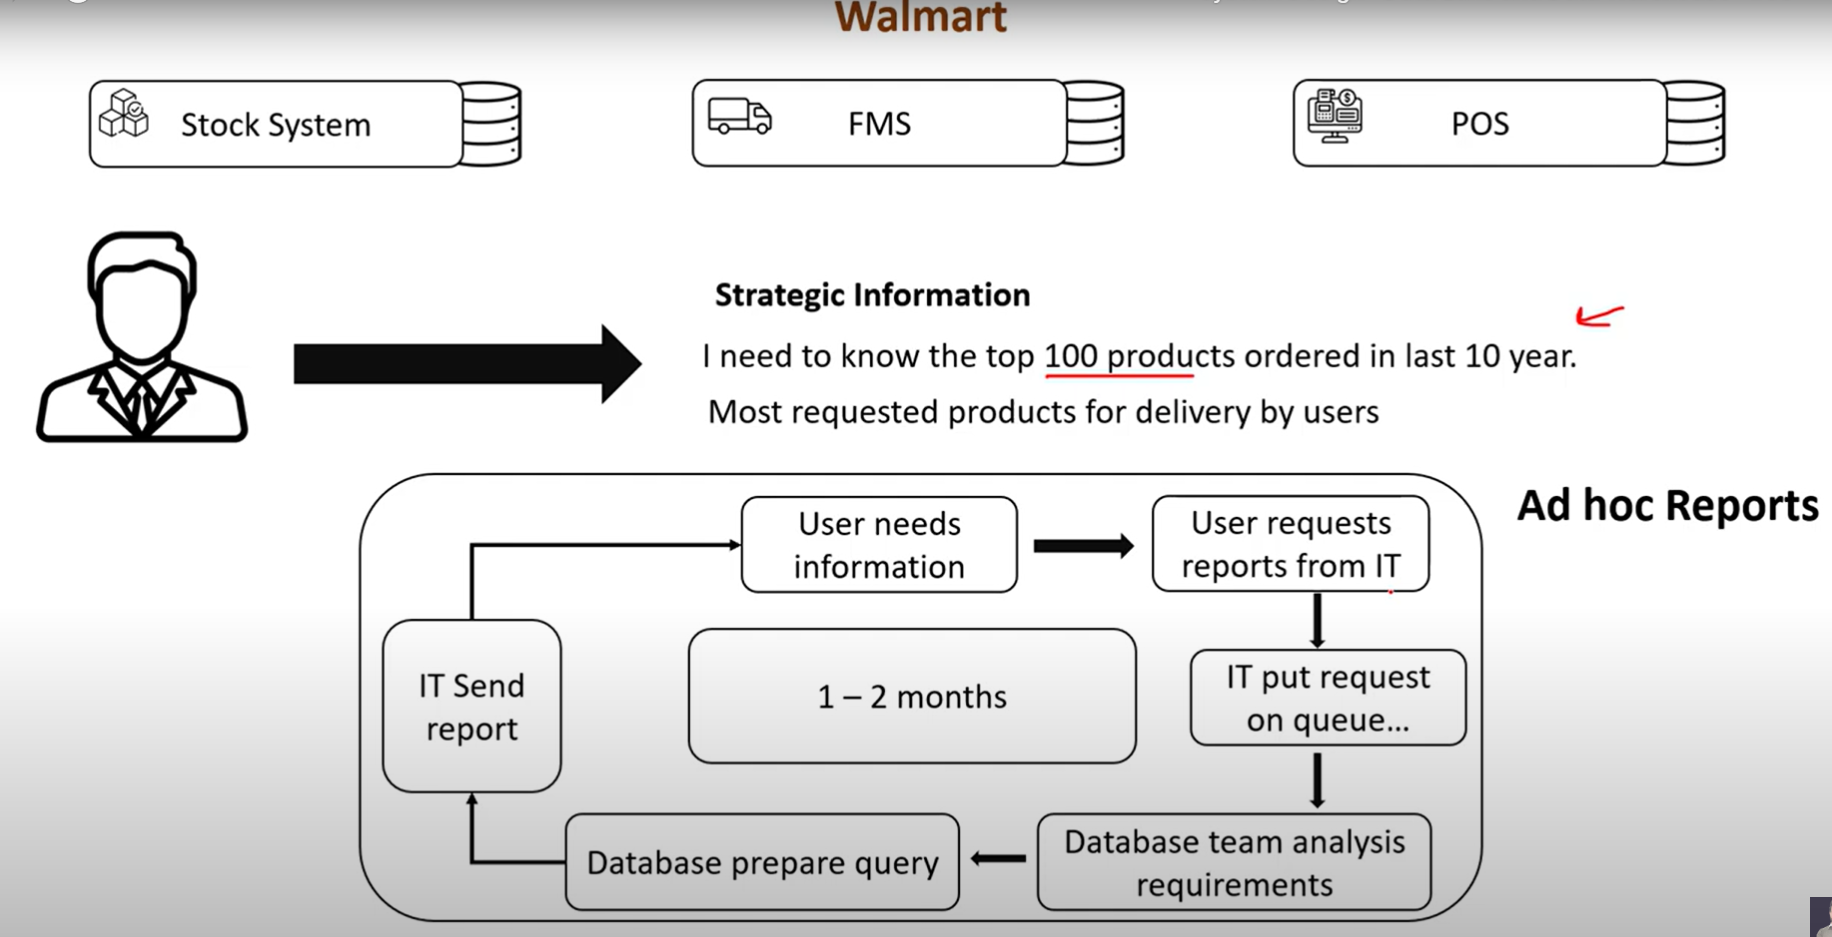 Walmart
Stock System
FMS
POS
Strategic Information
I need to know the top 100 products ordered in last 10 year.
Most requested products for delivery by users
Ad hoc Reports
User needs
information
User requests
reports from IT
IT put request
on queue...
Database team analysis
requirements
Database prepare query
IT Send
report
1 – 2 months